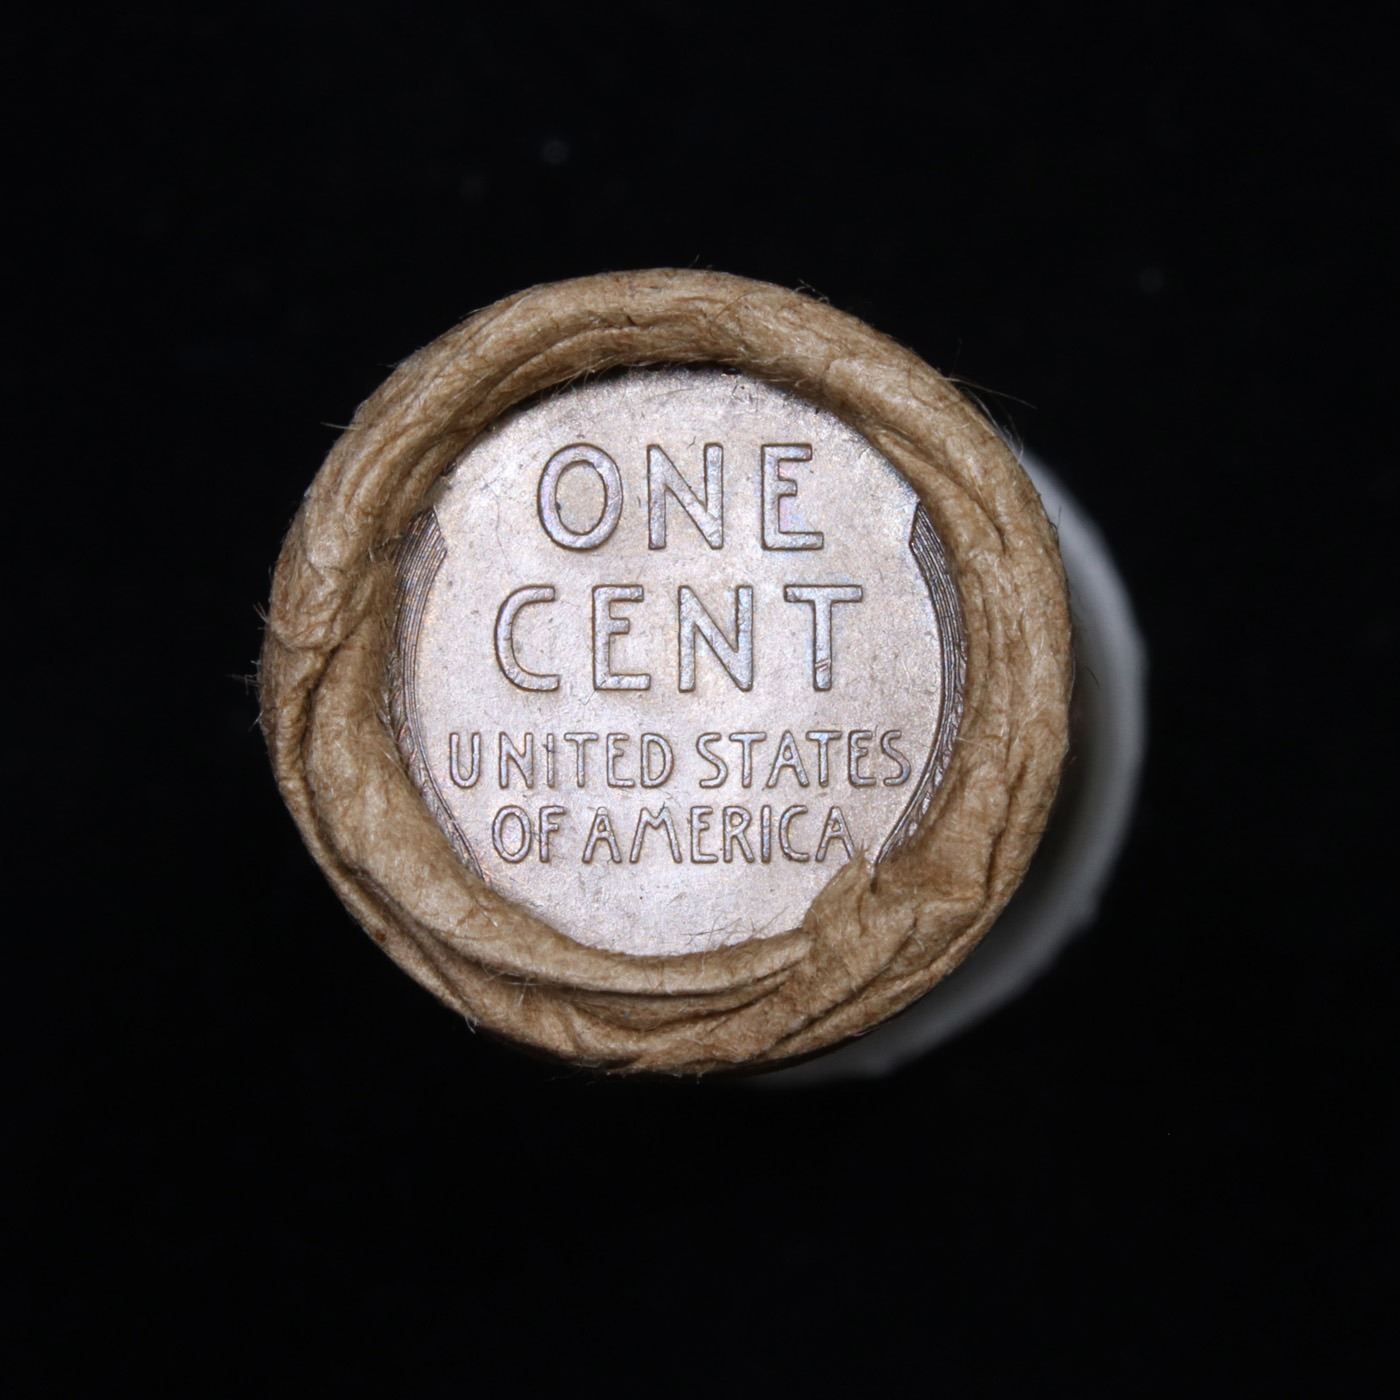 ONE
CENT
UNITED STATES
OF AMERICA